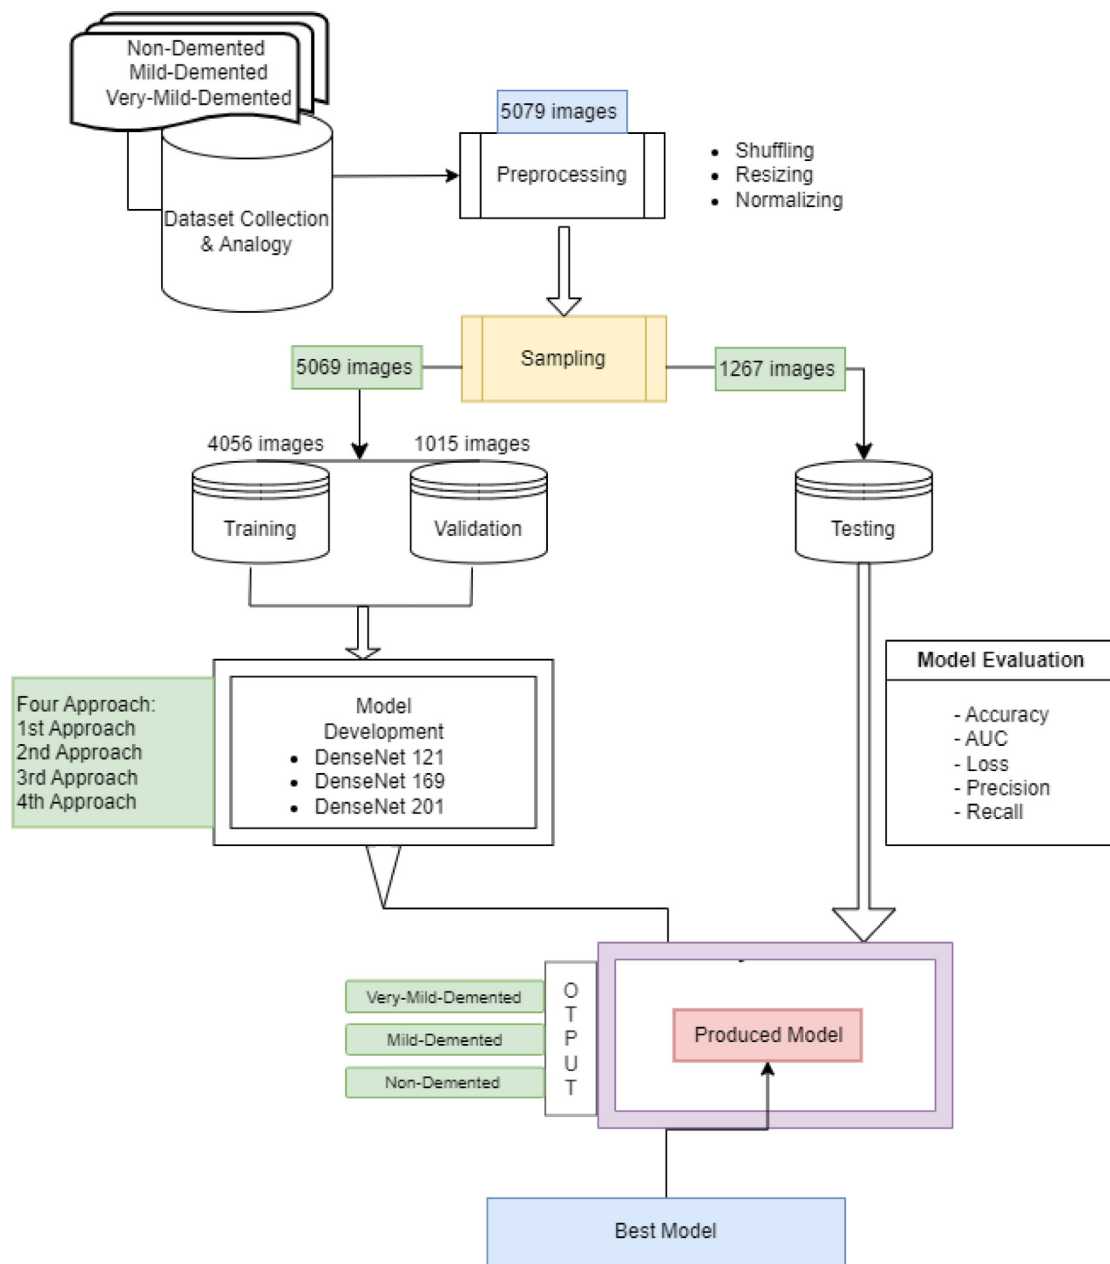 Non-Demented
Mild-Demented
Very-Mild-Demented
Dataset Collection
& Analogy
5079 images
Preprocessing
• Shuffling
• Resizing
• Normalizing
Sampling
5069 images
1267 images
4056 images
1015 images
Training
Validation
Testing
Four Approach:
1st Approach
2nd Approach
3rd Approach
4th Approach
Model
Development
• DenseNet 121
• DenseNet 169
• DenseNet 201
Model Evaluation
- Accuracy
- AUC
- Loss
- Precision
- Recall
Very-Mild-Demented
Mild-Demented
Non-Demented
O
T
P
U
T
Produced Model
Best Model